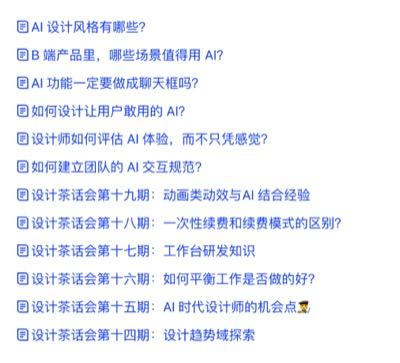 AI 设计风格有哪些?
B 端产品里，哪些场景值得用 AI?
AI 功能一定要做成聊天框吗?
如何设计让用户敢用的 AI?
设计师如何评估 AI 体验，而不只凭感觉?
如何建立团队的 AI 交互规范?
设计茶话会第十九期：动画类动效与AI 结合经验
设计茶话会第十八期：一次性续费和续费模式的区别?
设计茶话会第十七期：工作台研发知识
设计茶话会第十六期：如何平衡工作是否做的好?
设计茶话会第十五期：AI 时代设计师的机会点👩‍🎓
设计茶话会第十四期：设计趋势域探索